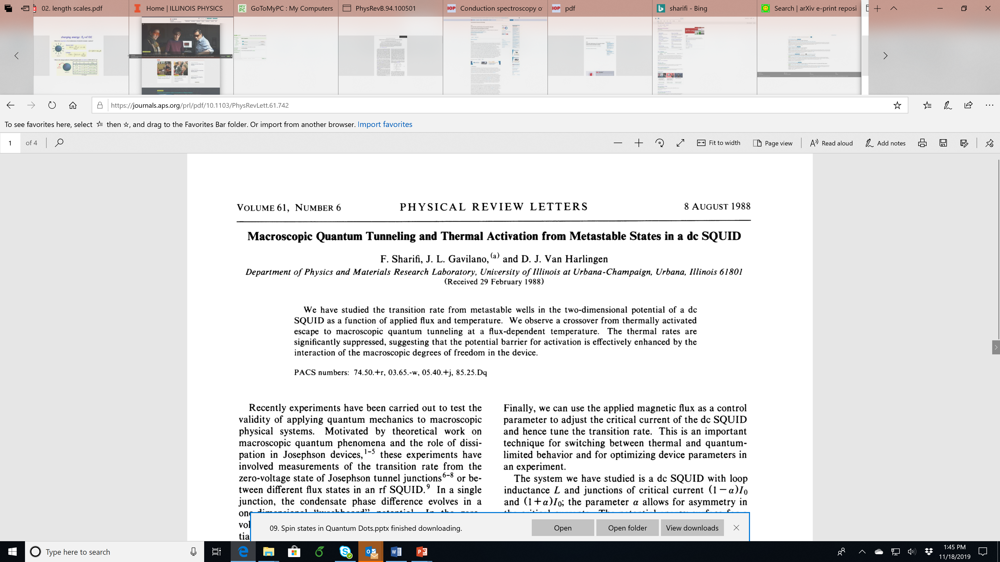 02. length scales.pdf
Home | ILLINOIS PHYSICS
GoToMyPC : My Computers
PhysRevB.94.100501
Conduction spectroscopy o
pdf
sharifi - Bing
Search | arXiv e-print reposi
charging energy: E_C=e²/2C
https://journals.aps.org/prl/pdf/10.1103/PhysRevLett.61.742
To see favorites here, select then ☆, and drag to the Favorites Bar folder. Or import from another browser. Import favorites
1 of 4
Fit to width
Page view
Read aloud
Add notes
VOLUME 61, NUMBER 6 PHYSICAL REVIEW LETTERS 8 AUGUST 1988
Macroscopic Quantum Tunneling and Thermal Activation from Metastable States in a dc SQUID
F. Sharifi, J. L. Gavilano, (a) and D. J. Van Harlingen
Department of Physics and Materials Research Laboratory, University of Illinois at Urbana-Champaign, Urbana, Illinois 61801
(Received 29 February 1988)
We have studied the transition rate from metastable wells in the two-dimensional potential of a dc
SQUID as a function of applied flux and temperature. We observe a crossover from thermally activated
escape to macroscopic quantum tunneling at a flux-dependent temperature. The thermal rates are
significantly suppressed, suggesting that the potential barrier for activation is effectively enhanced by the
interaction of the macroscopic degrees of freedom in the device.
PACS numbers: 74.50.+r, 03.65.-w, 05.40.+j, 85.25.Dq
Recently experiments have been carried out to test the
validity of applying quantum mechanics to macroscopic
physical systems. Motivated by theoretical work on
macroscopic quantum phenomena and the role of dissi-
pation in Josephson devices,1-5 these experiments have
involved measurements of the transition rate from the
zero-voltage state of Josephson tunnel junctions6-8 or be-
tween different flux states in an rf SQUID.9 In a single
junction, the condensate phase difference evolves in a
Finally, we can use the applied magnetic flux as a control
parameter to adjust the critical current of the dc SQUID
and hence tune the transition rate. This is an important
technique for switching between thermal and quantum-
limited behavior and for optimizing device parameters in
an experiment.
The system we have studied is a dc SQUID with loop
inductance L and junctions of critical current (1−α)I0
and (1+α)I0; the parameter α allows for asymmetry in
09. Spin states in Quantum Dots.pptx finished downloading.
Open
Open folder
View downloads
Type here to search
1:45 PM
11/18/2019